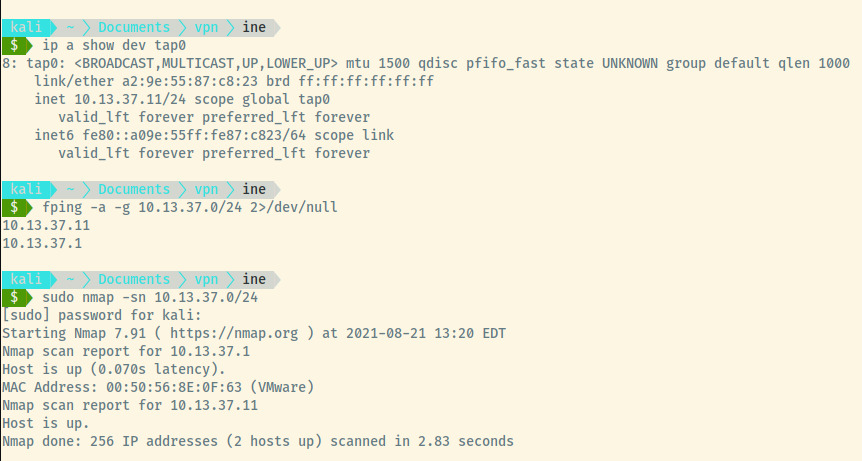 kali ~ Documents vpn ine
$ ip a show dev tap0
8: tap0: <BROADCAST,MULTICAST,UP,LOWER_UP> mtu 1500 qdisc pfifo_fast state UNKNOWN group default qlen 1000
    link/ether a2:9e:55:87:c8:23 brd ff:ff:ff:ff:ff:ff
    inet 10.13.37.11/24 scope global tap0
       valid_lft forever preferred_lft forever
    inet6 fe80::a09e:55ff:fe87:c823/64 scope link
       valid_lft forever preferred_lft forever
kali ~ Documents vpn ine
$ fping -a -g 10.13.37.0/24 2>/dev/null
10.13.37.11
10.13.37.1
kali ~ Documents vpn ine
$ sudo nmap -sn 10.13.37.0/24
[sudo] password for kali:
Starting Nmap 7.91 ( https://nmap.org ) at 2021-08-21 13:20 EDT
Nmap scan report for 10.13.37.1
Host is up (0.070s latency).
MAC Address: 00:50:56:8E:0F:63 (VMware)
Nmap scan report for 10.13.37.11
Host is up.
Nmap done: 256 IP addresses (2 hosts up) scanned in 2.83 seconds